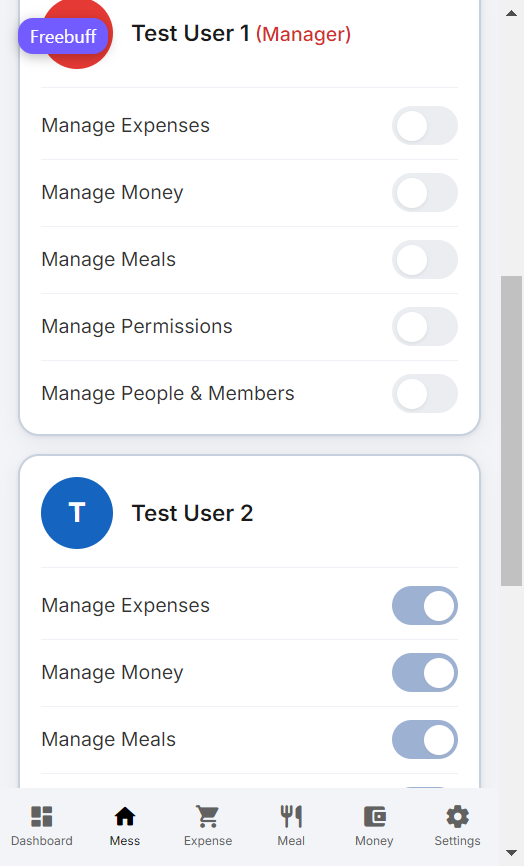 Freebuff
Test User 1 (Manager)
Manage Expenses
Manage Money
Manage Meals
Manage Permissions
Manage People & Members
T
Test User 2
Manage Expenses
Manage Money
Manage Meals
Dashboard
Mess
Expense
Meal
Money
Settings